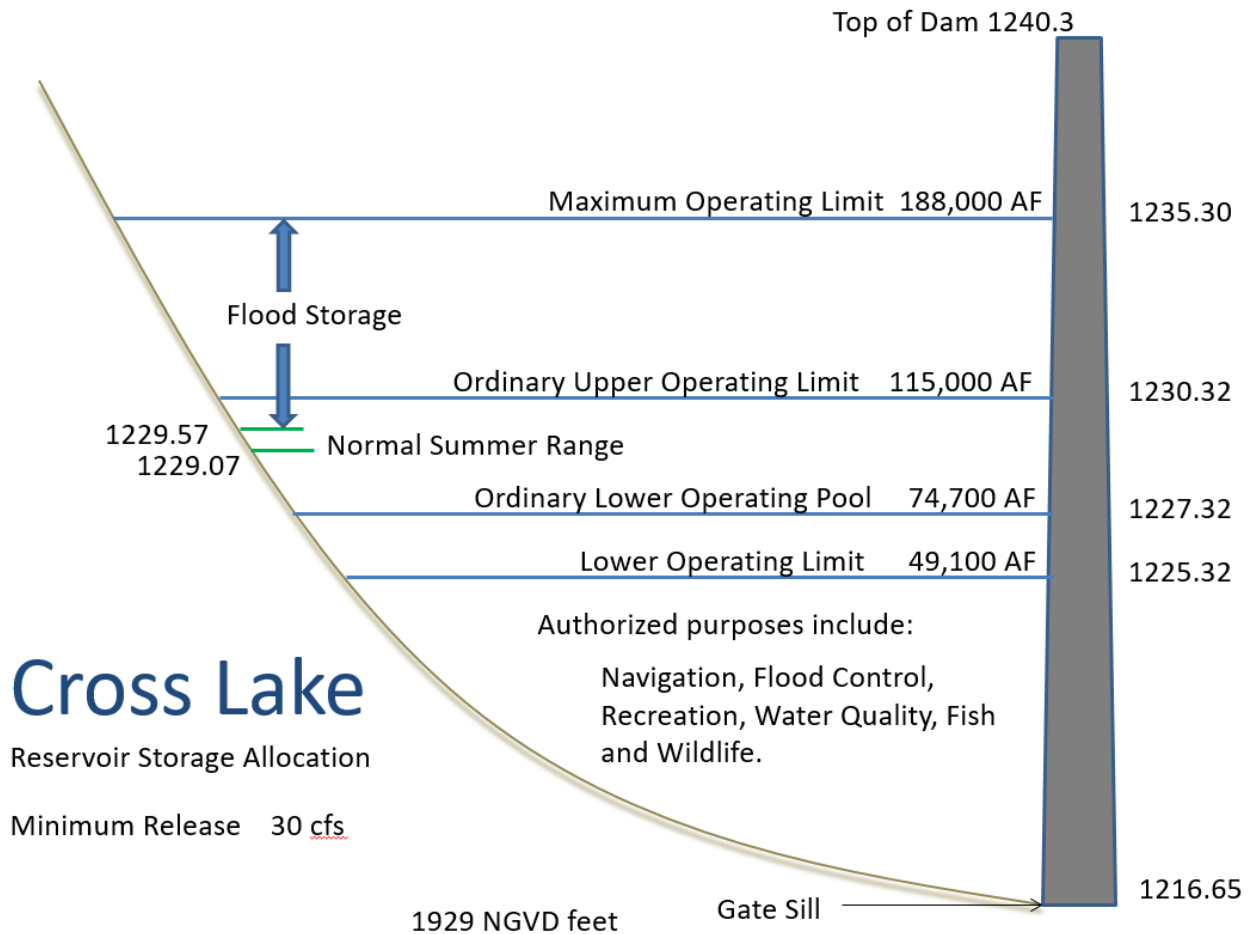 Top of Dam 1240.3
Maximum Operating Limit 188,000 AF
1235.30
Flood Storage
Ordinary Upper Operating Limit 115,000 AF
1230.32
1229.57
Normal Summer Range
1229.07
Ordinary Lower Operating Pool 74,700 AF
1227.32
Lower Operating Limit 49,100 AF
1225.32
Authorized purposes include:
Navigation, Flood Control,
Recreation, Water Quality, Fish
and Wildlife.
Cross Lake
Reservoir Storage Allocation
Minimum Release 30 cfs
1216.65
Gate Sill
1929 NGVD feet